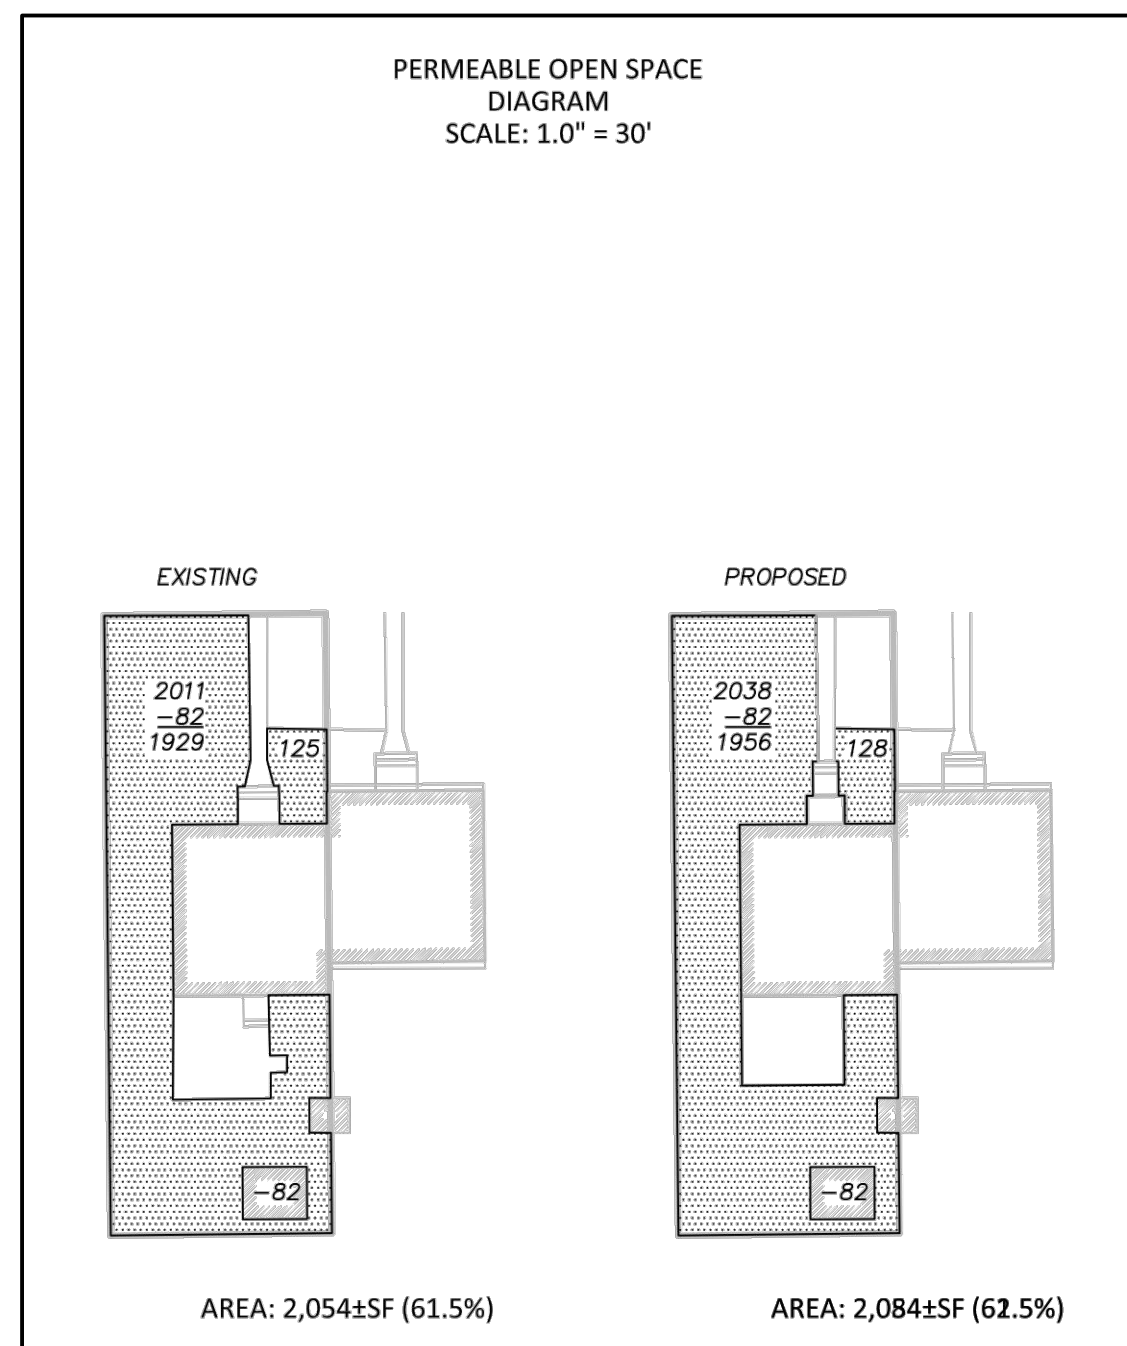 PERMEABLE OPEN SPACE
DIAGRAM
SCALE: 1.0" = 30'
EXISTING
2011
-82
1929
125
-82
AREA: 2,054±SF (61.5%)
PROPOSED
2038
-82
1956
128
-82
AREA: 2,084±SF